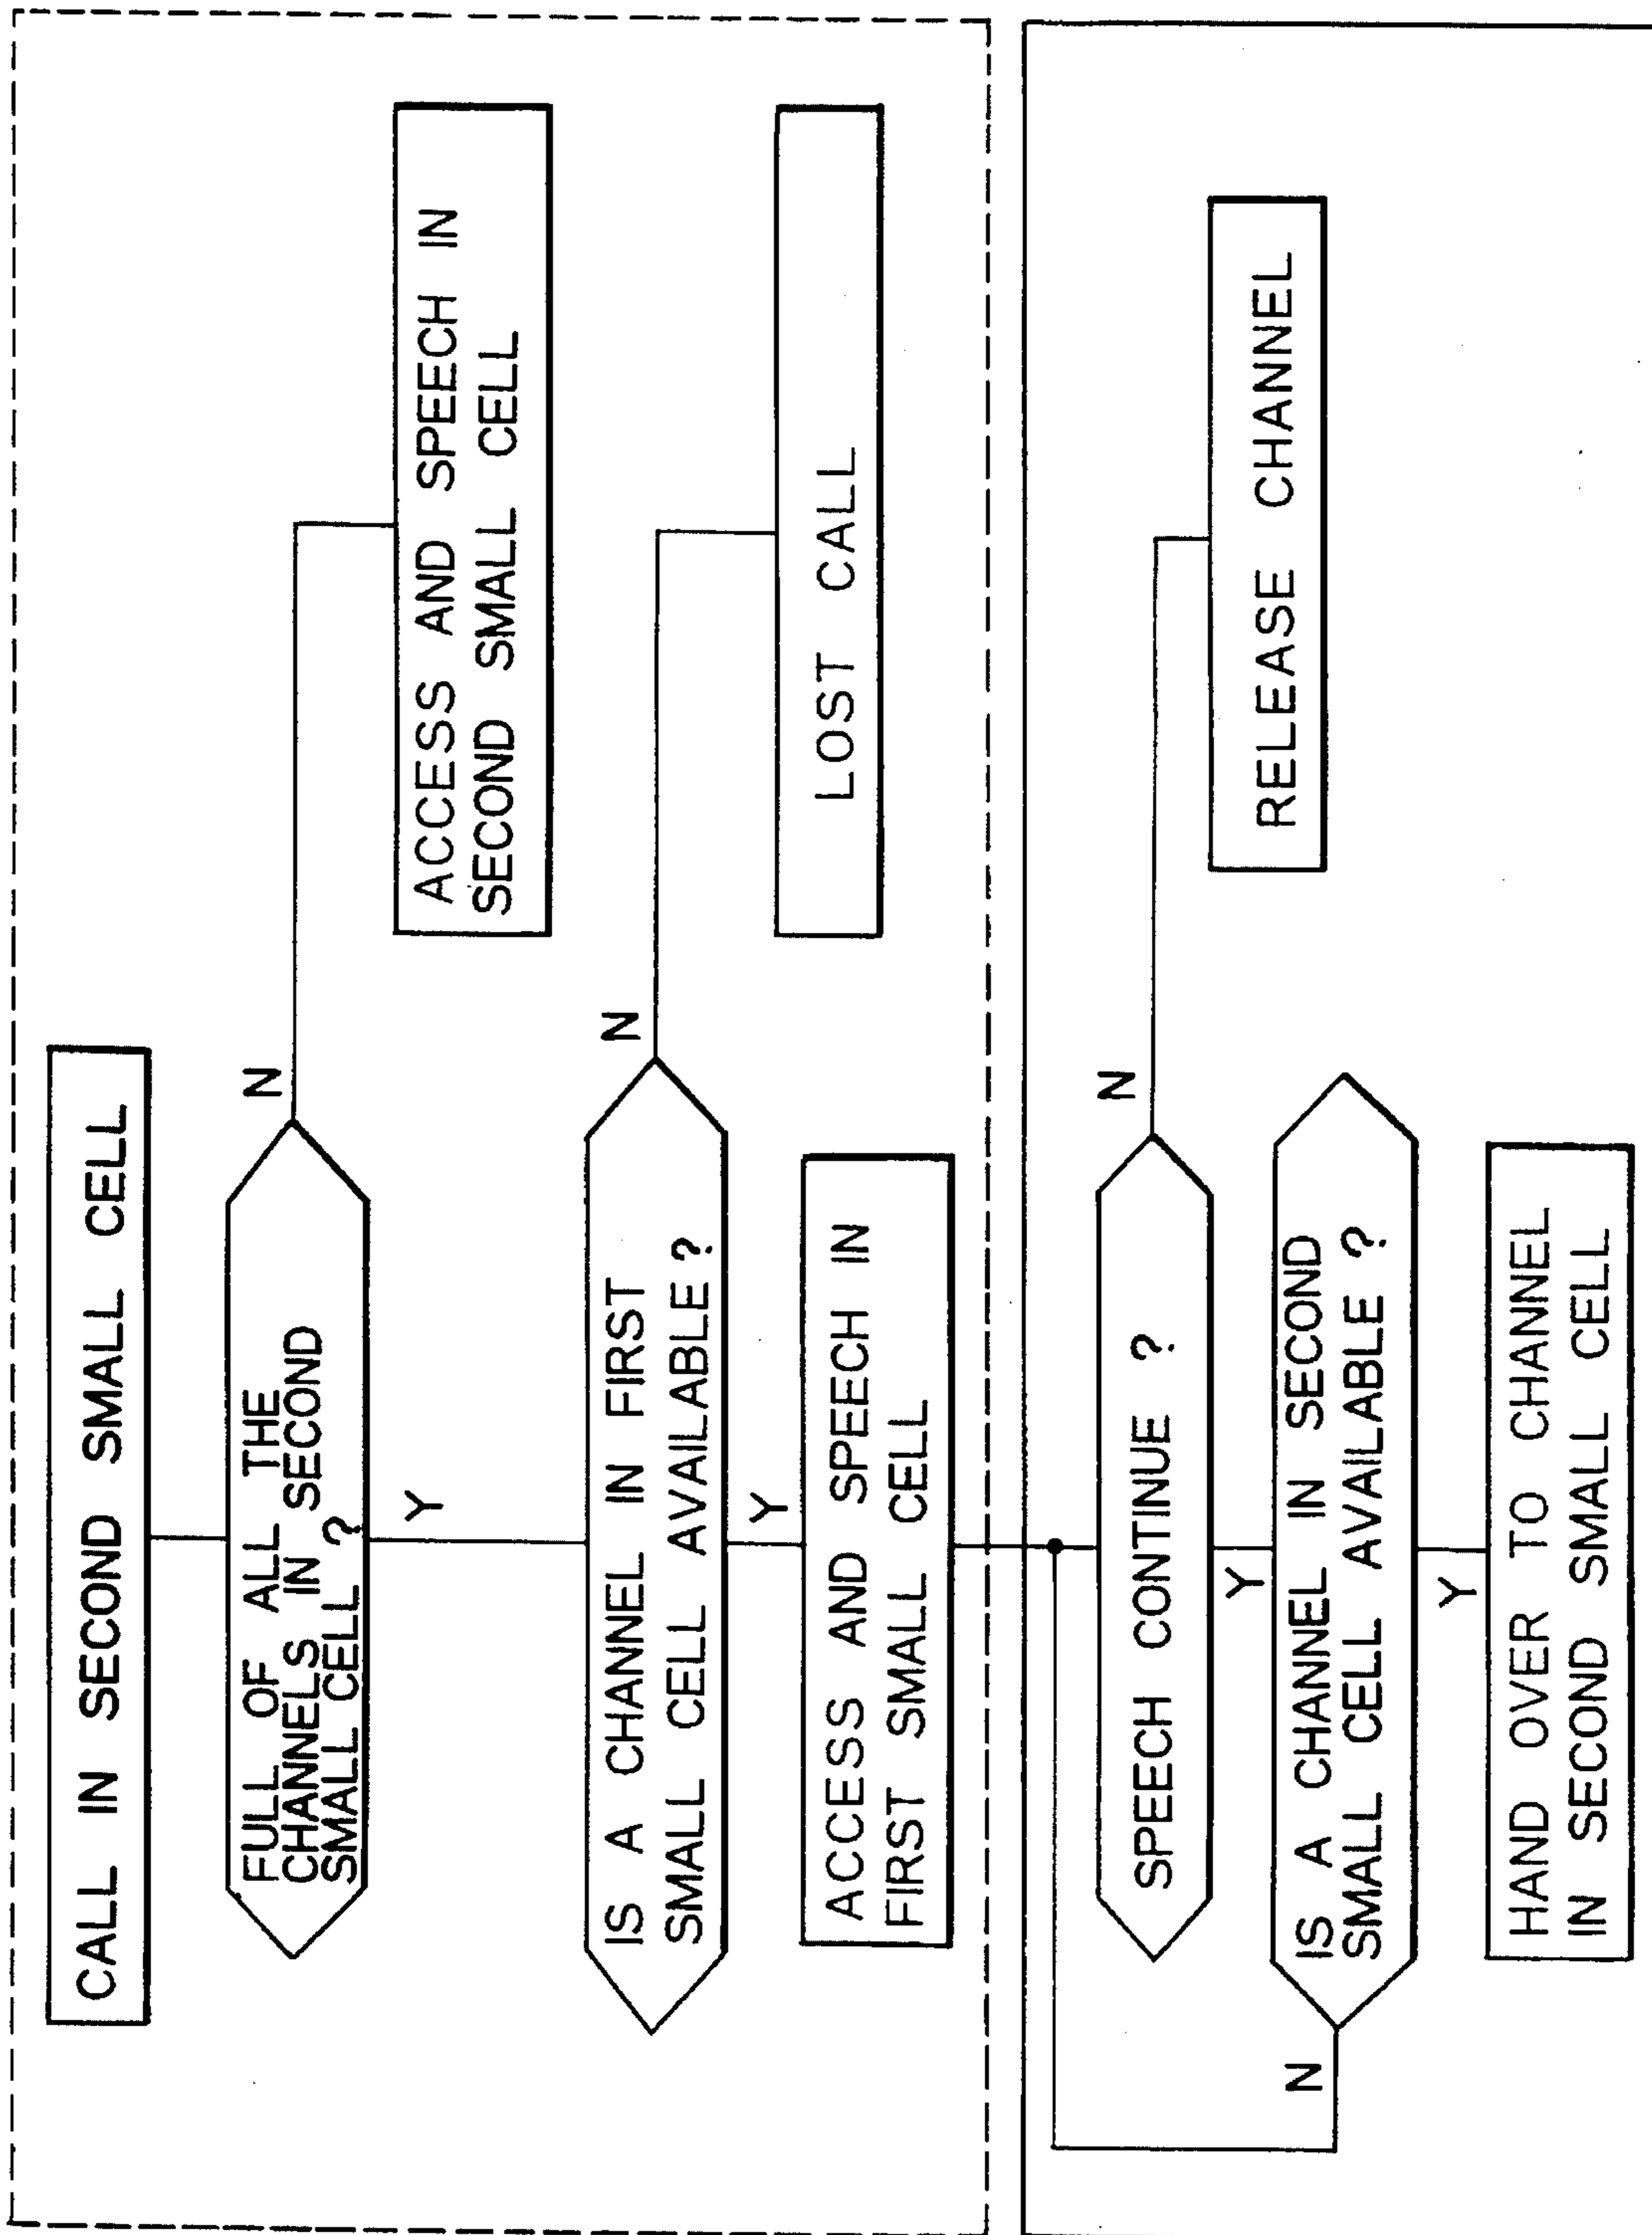 CALL IN SECOND SMALL CELL
FULL OF ALL THE
CHANNELS IN SECOND
SMALL CELL ?
N
Y
ACCESS AND SPEECH IN
SECOND SMALL CELL
IS A CHANNEL IN FIRST
SMALL CELL AVAILABLE ?
N
Y
LOST CALL
ACCESS AND SPEECH IN
FIRST SMALL CELL
SPEECH CONTINUE ?
N
Y
RELEASE CHANNEL
IS A CHANNEL IN SECOND
SMALL CELL AVAILABLE ?
N
Y
HAND OVER TO CHANNEL
IN SECOND SMALL CELL